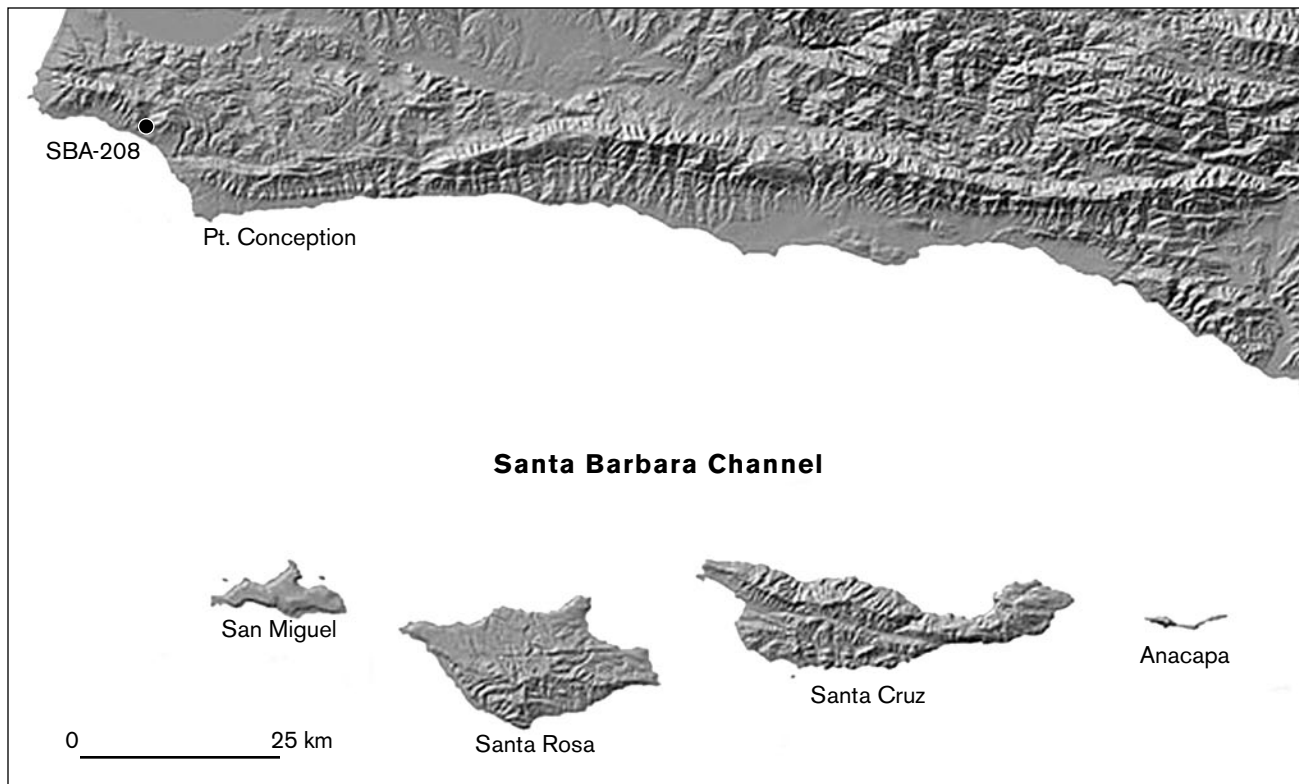 SBA-208
Pt. Conception
Santa Barbara Channel
San Miguel
Anacapa
Santa Cruz
Santa Rosa
0 25 km